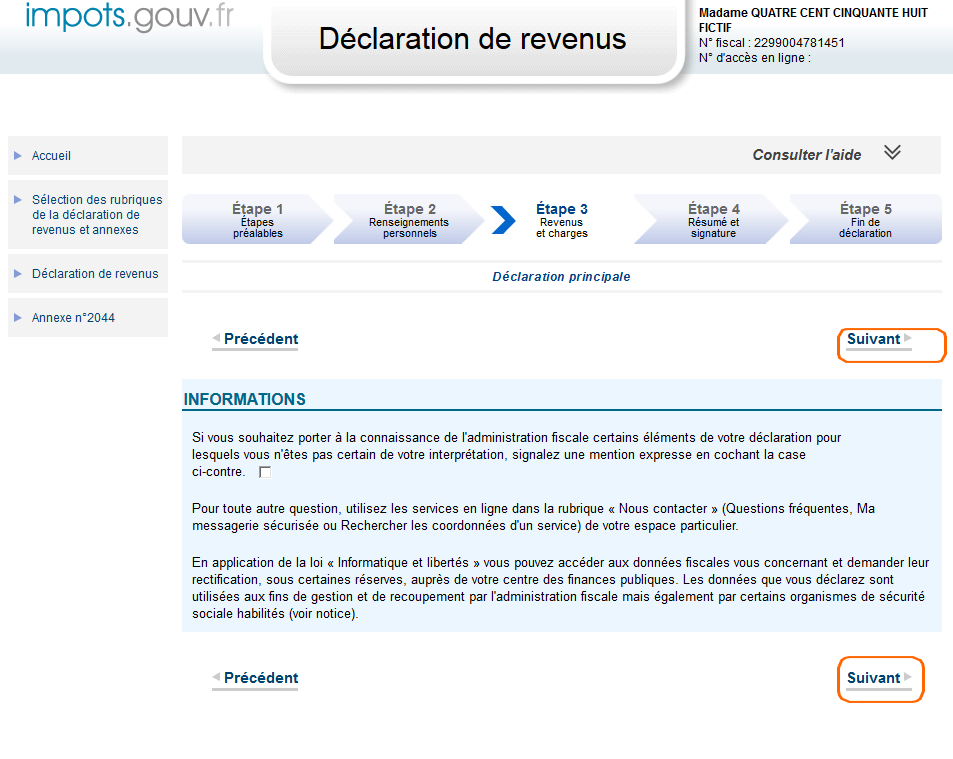 impots.gouv.fr
Déclaration de revenus
Madame QUATRE CENT CINQUANTE HUIT
FICTIF
N° fiscal : 2299004781451
N° d'accès en ligne :
Accueil
Sélection des rubriques
de la déclaration de
revenus et annexes
Déclaration de revenus
Annexe n°2044
Consulter l'aide
Étape 1
Étapes
préalables
Étape 2
Renseignements
personnels
Étape 3
Revenus
et charges
Étape 4
Résumé et
signature
Étape 5
Fin de
déclaration
Déclaration principale
Précédent
Suivant
INFORMATIONS
Si vous souhaitez porter à la connaissance de l'administration fiscale certains éléments de votre déclaration pour
lesquels vous n'êtes pas certain de votre interprétation, signalez une mention expresse en cochant la case
ci-contre.
Pour toute autre question, utilisez les services en ligne dans la rubrique « Nous contacter » (Questions fréquentes, Ma
messagerie sécurisée ou Rechercher les coordonnées d'un service) de votre espace particulier.
En application de la loi « Informatique et libertés » vous pouvez accéder aux données fiscales vous concernant et demander leur
rectification, sous certaines réserves, auprès de votre centre des finances publiques. Les données que vous déclarez sont
utilisées aux fins de gestion et de recoupement par l'administration fiscale mais également par certains organismes de sécurité
sociale habilités (voir notice).
Précédent
Suivant